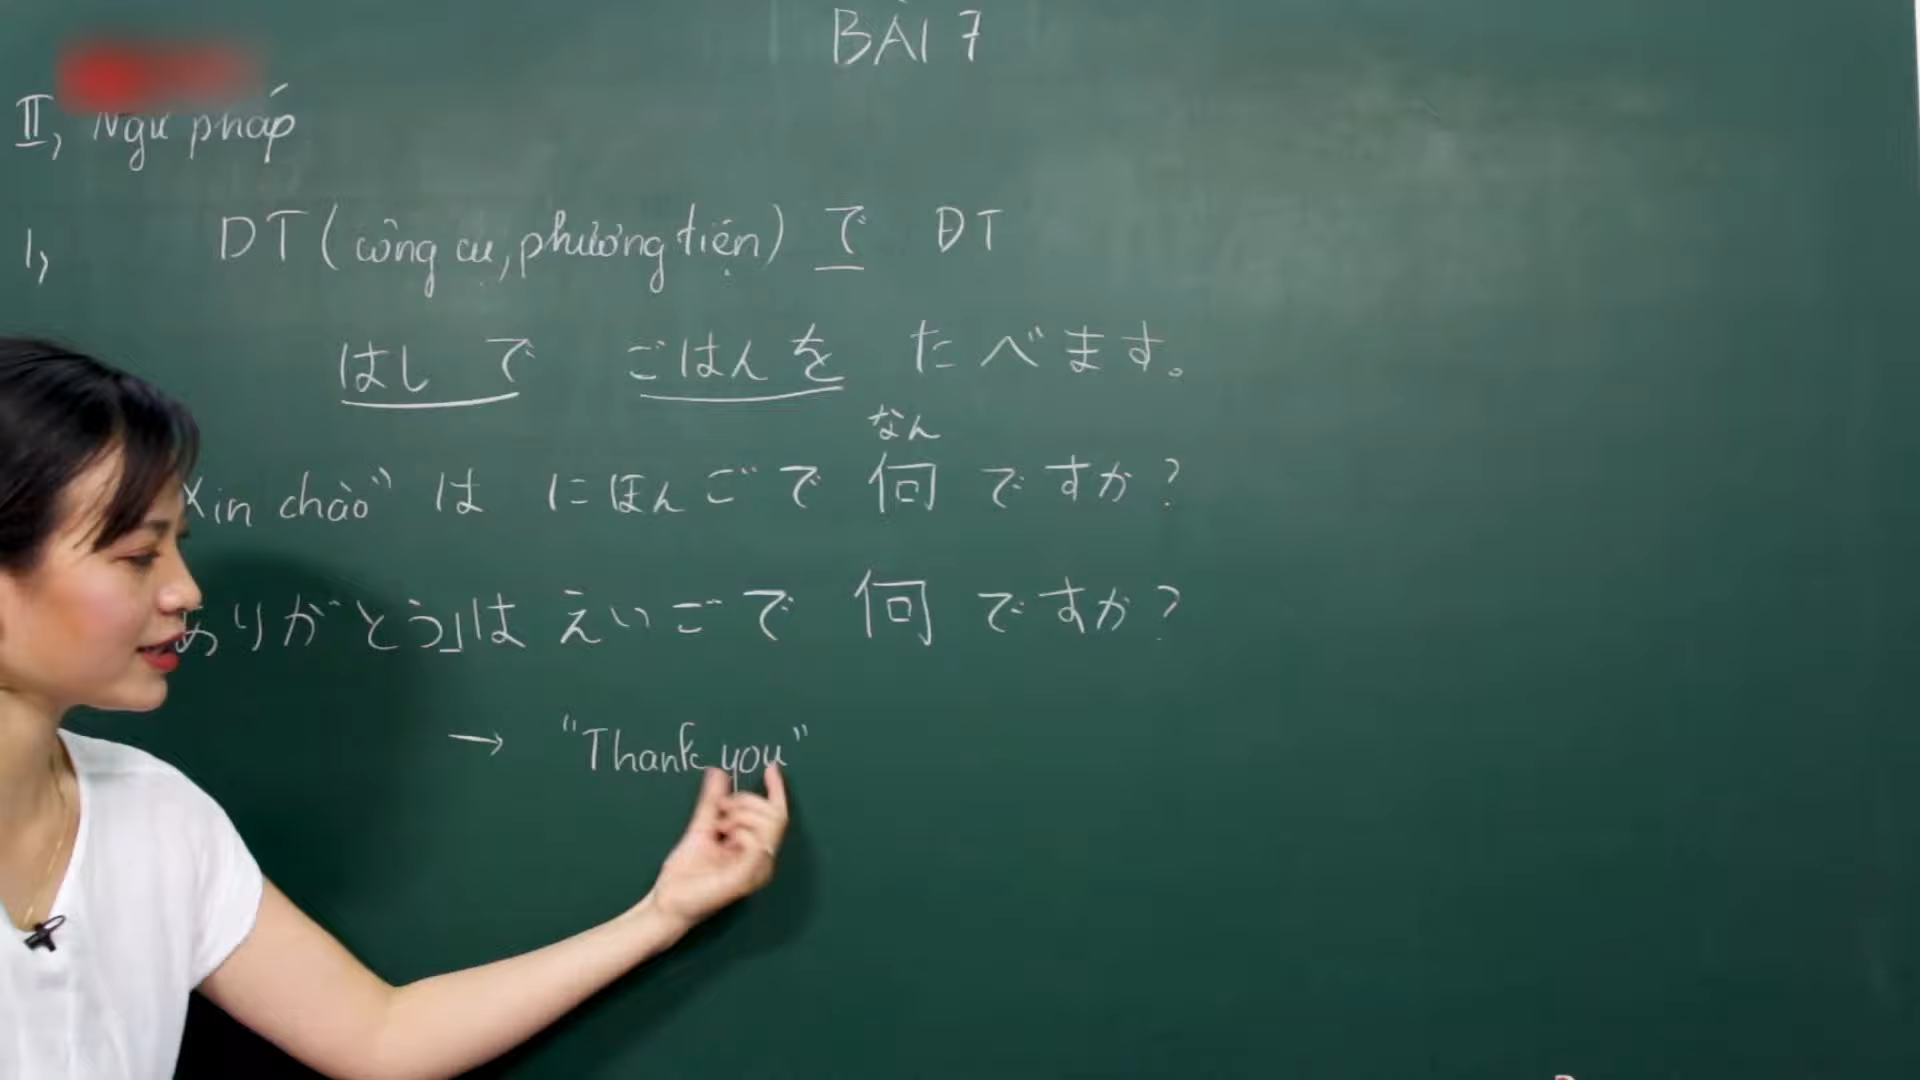 BÀI 7
II, Ngữ pháp
1, DT (công cụ, phương tiện) で ĐT
はし で ごはんを たべます。
なん
Xin chào" は にほんごで 何 ですか?
ありがとう」は えいごで 何 ですか?
→ "Thank you"